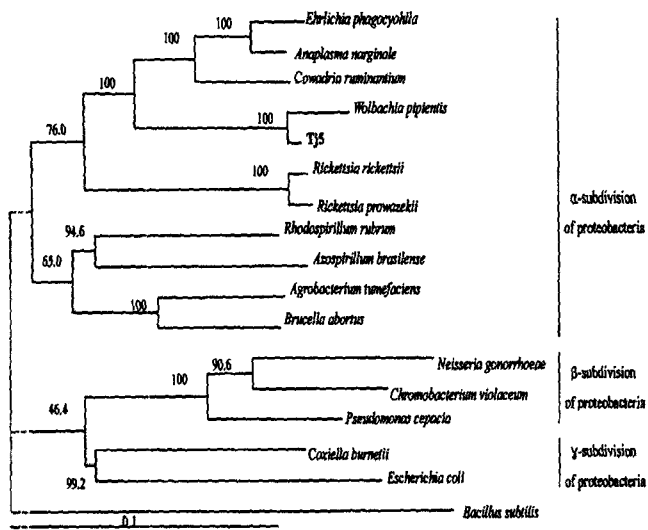 Ehrlichia phagocyohila
100
100
Anaplasma narginale
100
Cowadria ruminantium
Wolbachia pipientis
100
76.0
Tj5
100
Rickettsia rickettsii
α-subdivision
Rickettsia prowazekii
of proteobacteria
94.6
Rhodospirillum rubrum
63.0
Azospirillum brasilense
Agrobacterium tumefaciens
100
Brucella abortus
90.6
Neisseria gonorrhoeae
β-subdivision
100
Chromobacterium violaceum
46.4
of proteobacteria
Pseudomonas cepacia
Coxiella burnetii
γ-subdivision
99.2
Escherichia coli
of proteobacteria
Bacillus subtilis
0.1